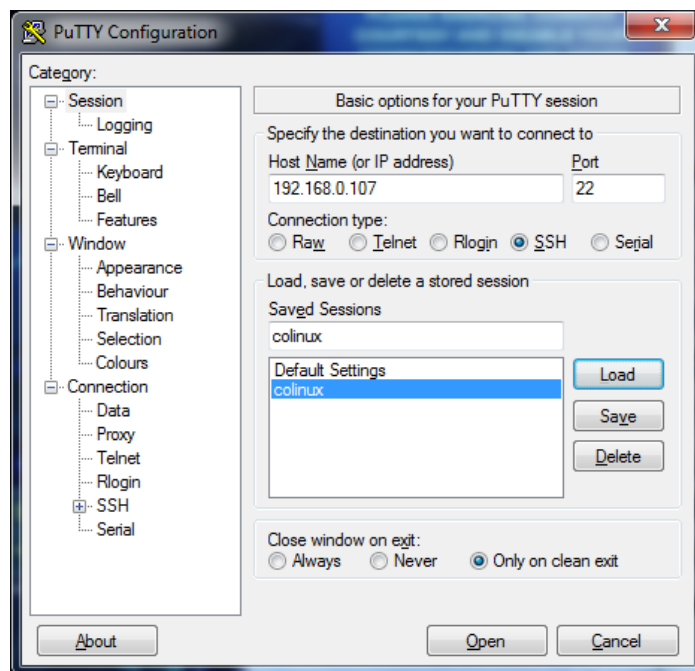 PuTTY Configuration
Category:
Session
Logging
Terminal
Keyboard
Bell
Features
Window
Appearance
Behaviour
Translation
Selection
Colours
Connection
Data
Proxy
Telnet
Rlogin
SSH
Serial
Basic options for your PuTTY session
Specify the destination you want to connect to
Host Name (or IP address) Port
192.168.0.107 22
Connection type:
Raw Telnet Rlogin SSH Serial
Load, save or delete a stored session
Saved Sessions
colinux
Default Settings
colinux
Load
Save
Delete
Close window on exit:
Always Never Only on clean exit
About Open Cancel